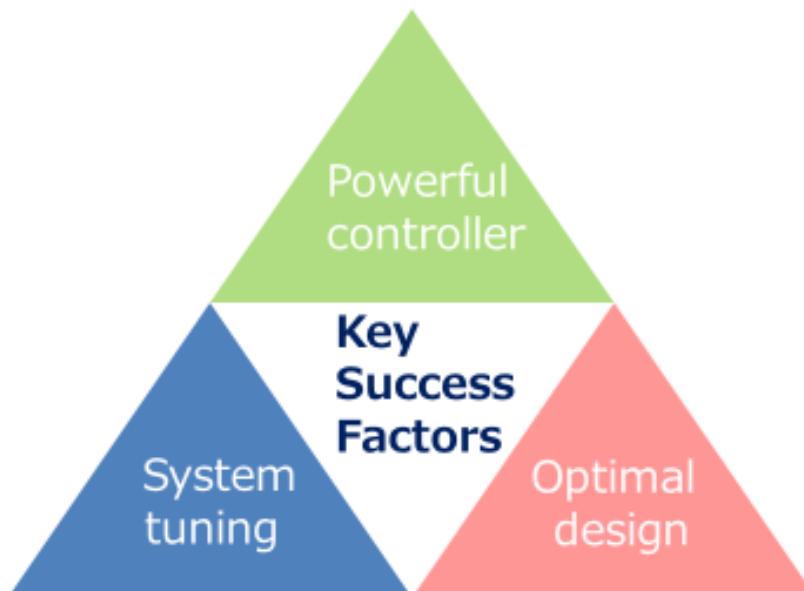 Powerful
controller
Key
Success
Factors
System
tuning
Optimal
design